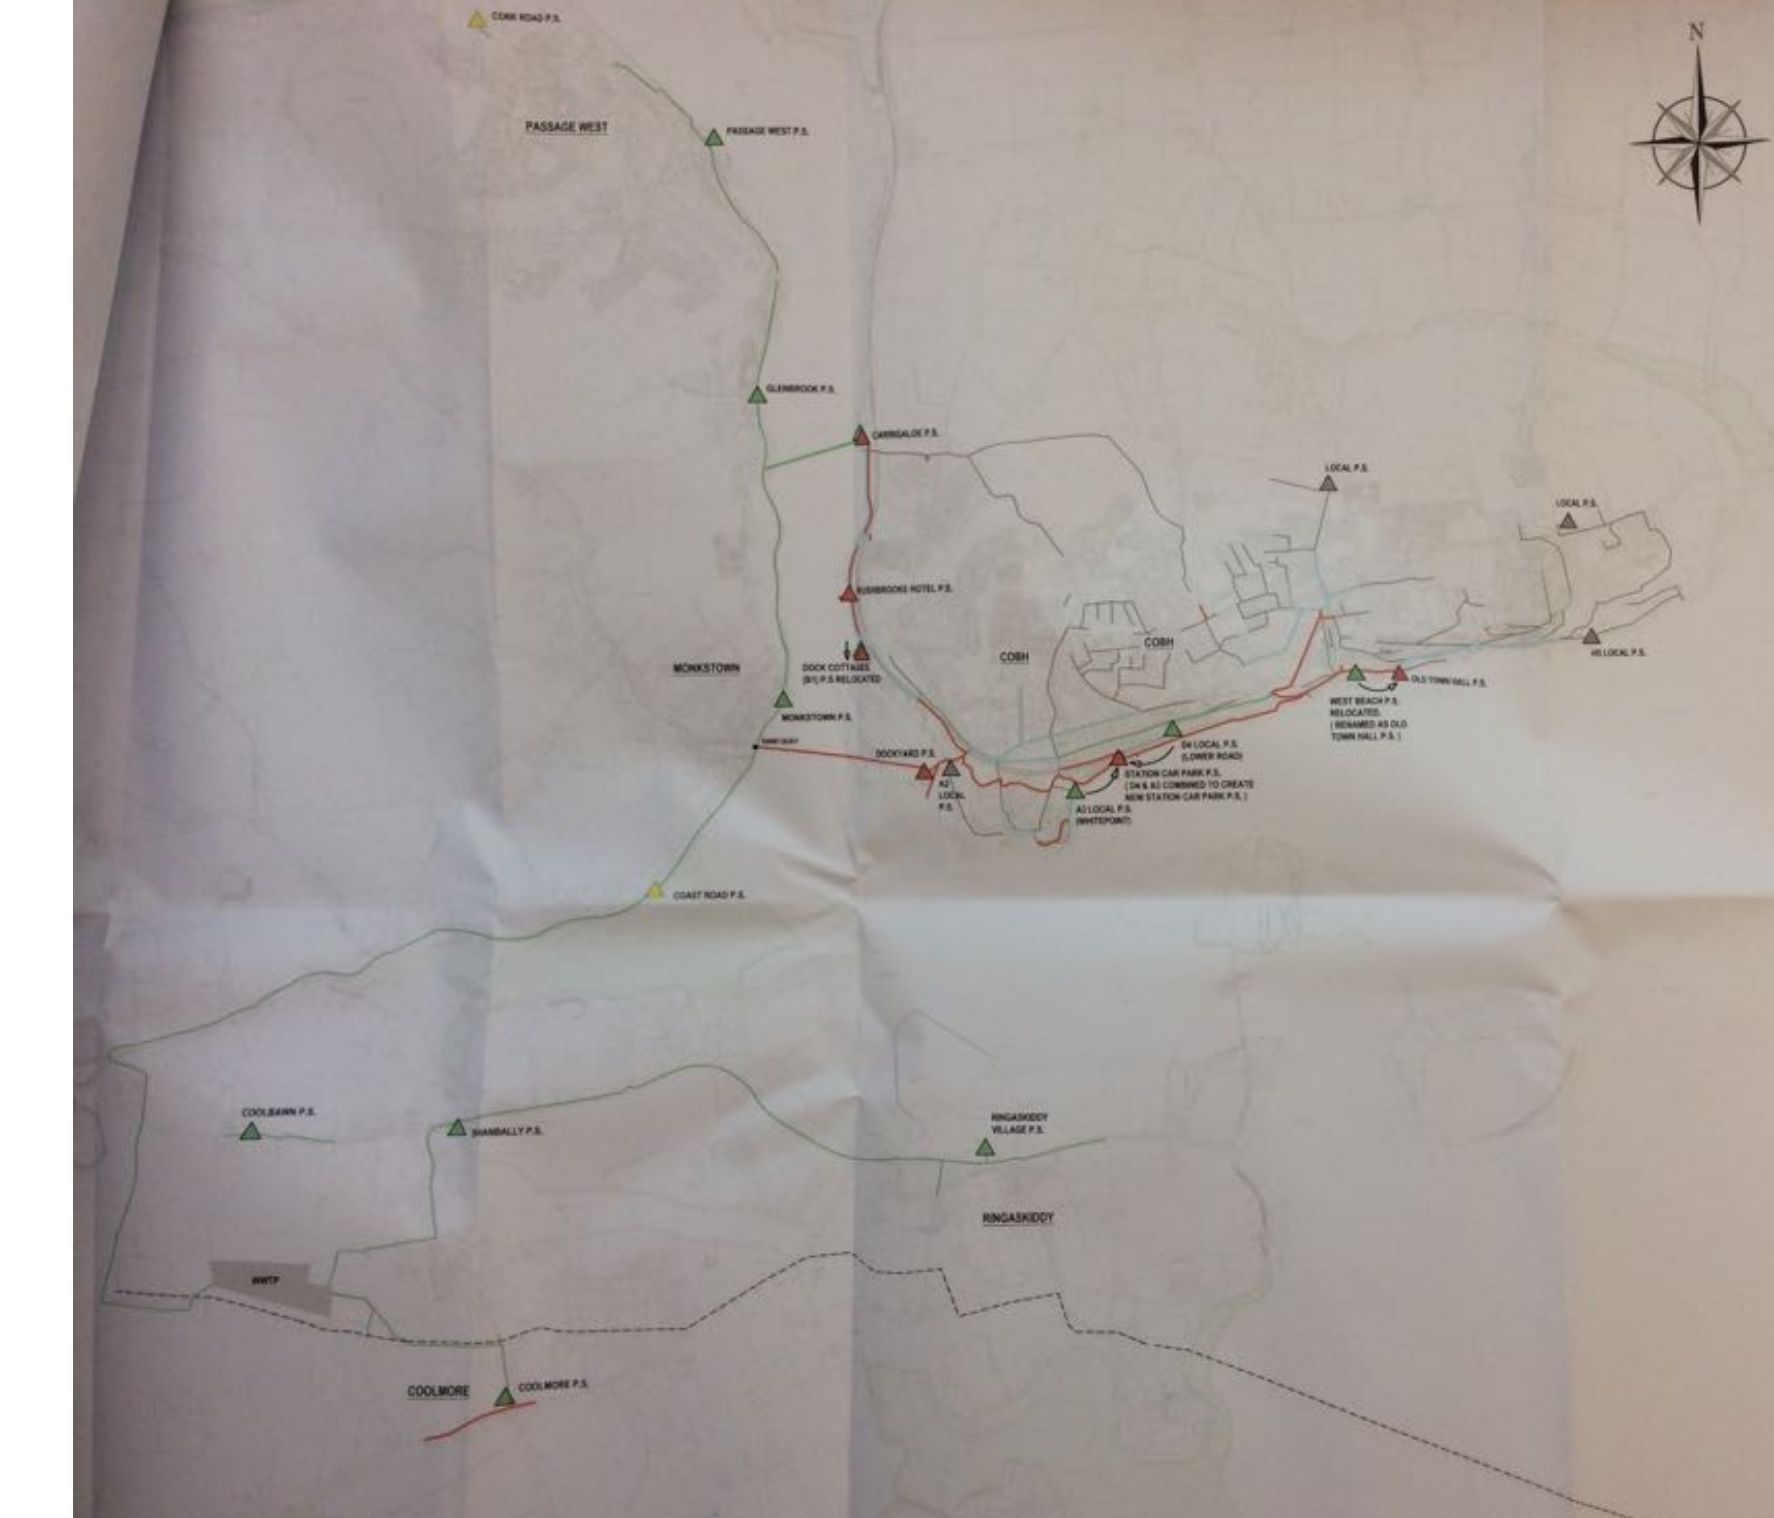 N
CORK ROAD P.S.
PASSAGE WEST
PASSAGE WEST P.S.
GLENBROOK P.S.
CARRIGALOE P.S.
LOCAL P.S.
LOCAL P.S.
RUSHBROOKE HOTEL P.S.
MONKSTOWN
DOCK COTTAGES
(B/1) P.S RELOCATED
COBH
COBH
H5 LOCAL P.S.
OLD TOWN HALL P.S.
WEST BEACH P.S.
RELOCATED.
( RENAMED AS OLD
TOWN HALL P.S. )
MONKSTOWN P.S.
DOCKYARD P.S.
A2
LOCAL
P.S.
D4 LOCAL P.S.
(LOWER ROAD)
STATION CAR PARK P.S.
( D4 & A3 COMBINED TO CREATE
NEW STATION CAR PARK P.S. )
A3 LOCAL P.S.
(WHITEPOINT)
COAST ROAD P.S.
COOLBAWN P.S.
SHANBALLY P.S.
RINGASKIDDY
VILLAGE P.S.
RINGASKIDDY
WWTP
COOLMORE
COOLMORE P.S.